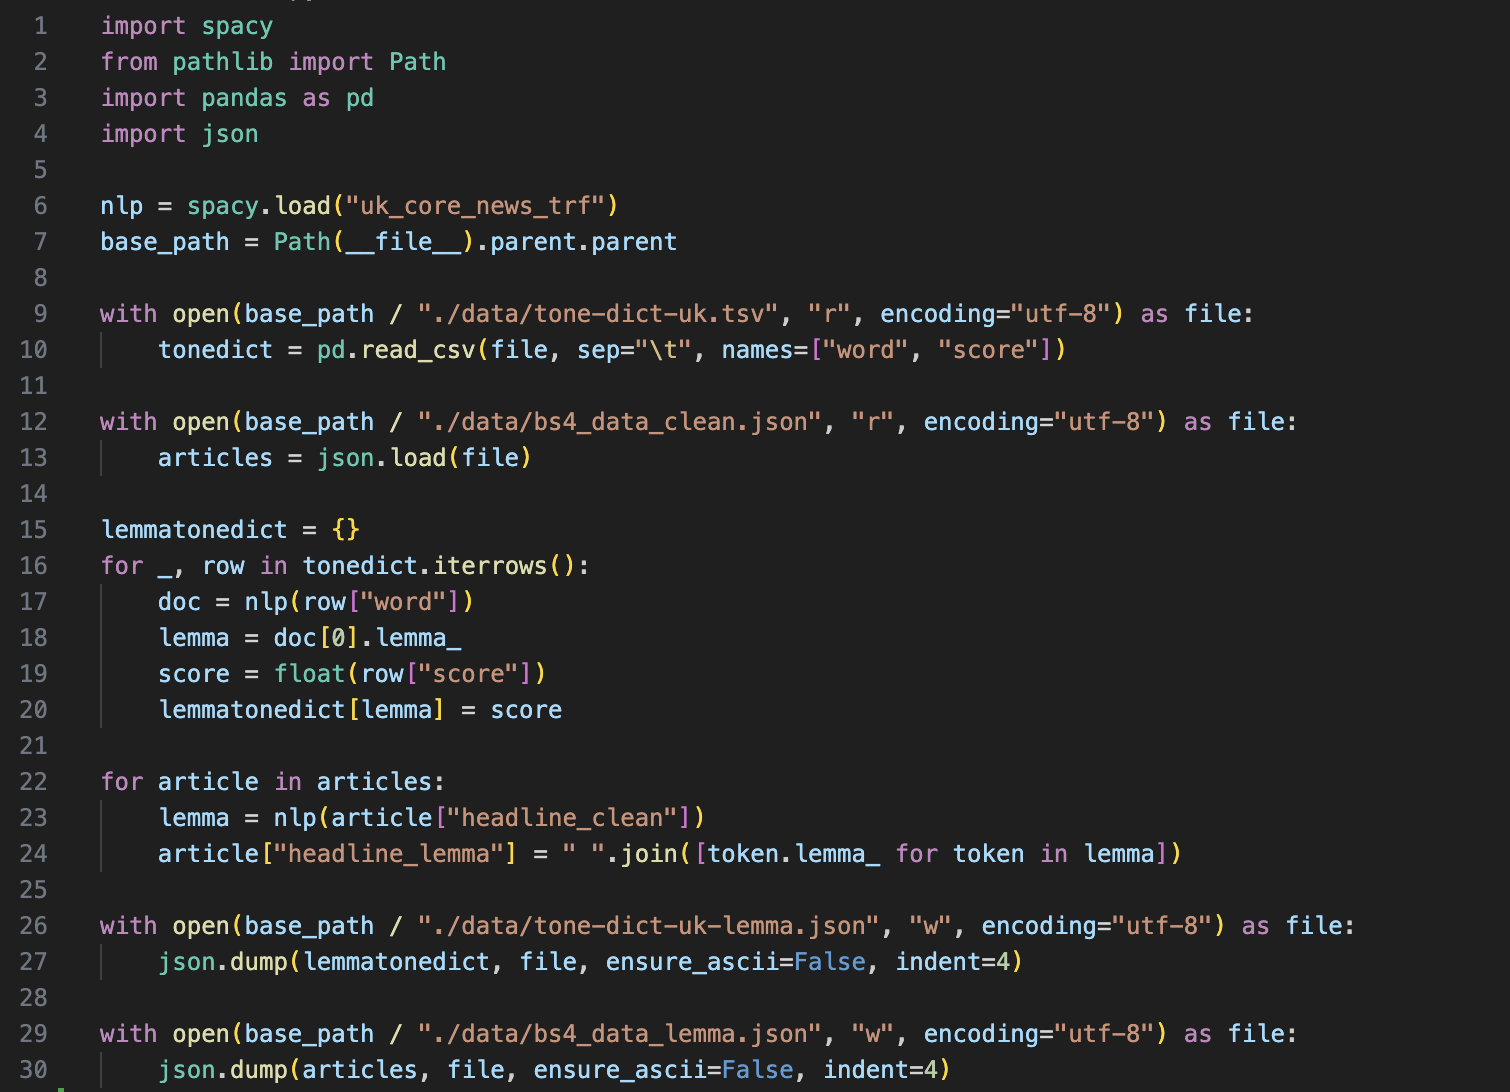 1 import spacy
2 from pathlib import Path
3 import pandas as pd
4 import json
5
6 nlp = spacy.load("uk_core_news_trf")
7 base_path = Path(__file__).parent.parent
8
9 with open(base_path / "./data/tone-dict-uk.tsv", "r", encoding="utf-8") as file:
10     tonedict = pd.read_csv(file, sep="\t", names=["word", "score"])
11
12 with open(base_path / "./data/bs4_data_clean.json", "r", encoding="utf-8") as file:
13     articles = json.load(file)
14
15 lemmatonedict = {}
16 for _, row in tonedict.iterrows():
17     doc = nlp(row["word"])
18     lemma = doc[0].lemma_
19     score = float(row["score"])
20     lemmatonedict[lemma] = score
21
22 for article in articles:
23     lemma = nlp(article["headline_clean"])
24     article["headline_lemma"] = " ".join([token.lemma_ for token in lemma])
25
26 with open(base_path / "./data/tone-dict-uk-lemma.json", "w", encoding="utf-8") as file:
27     json.dump(lemmatonedict, file, ensure_ascii=False, indent=4)
28
29 with open(base_path / "./data/bs4_data_lemma.json", "w", encoding="utf-8") as file:
30     json.dump(articles, file, ensure_ascii=False, indent=4)